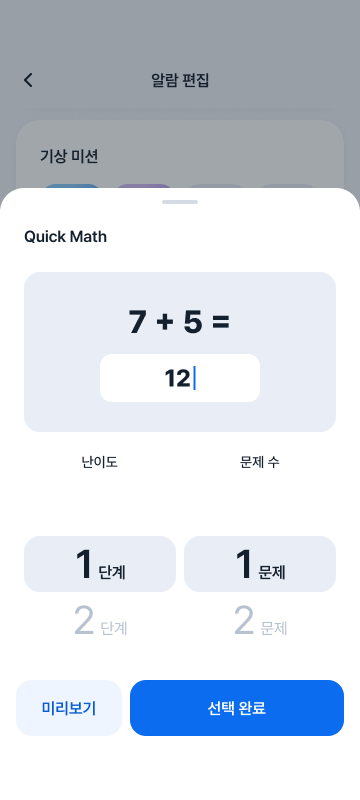 알람 편집
기상 미션
Quick Math
7 + 5 =
12
난이도 문제 수
1 단계 1 문제
2 단계 2 문제
미리보기 선택 완료